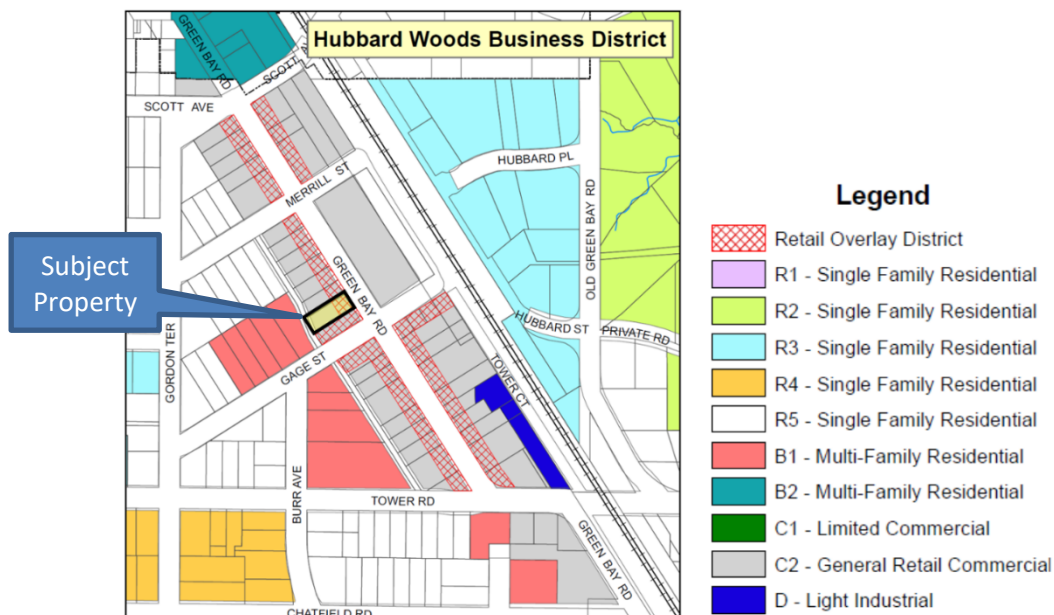 Hubbard Woods Business District
GREEN BAY RD
SCOTT
SCOTT AVE
HUBBARD PL
MERRILL ST
OLD GREEN BAY RD
Subject
Property
GREEN BAY RD
HUBBARD ST
PRIVATE RD
GORDON TER
GAGE ST
TOWER CT
BURR AVE
TOWER RD
GREEN BAY RD
CHATFIELD RD
Legend
Retail Overlay District
R1 - Single Family Residential
R2 - Single Family Residential
R3 - Single Family Residential
R4 - Single Family Residential
R5 - Single Family Residential
B1 - Multi-Family Residential
B2 - Multi-Family Residential
C1 - Limited Commercial
C2 - General Retail Commercial
D - Light Industrial